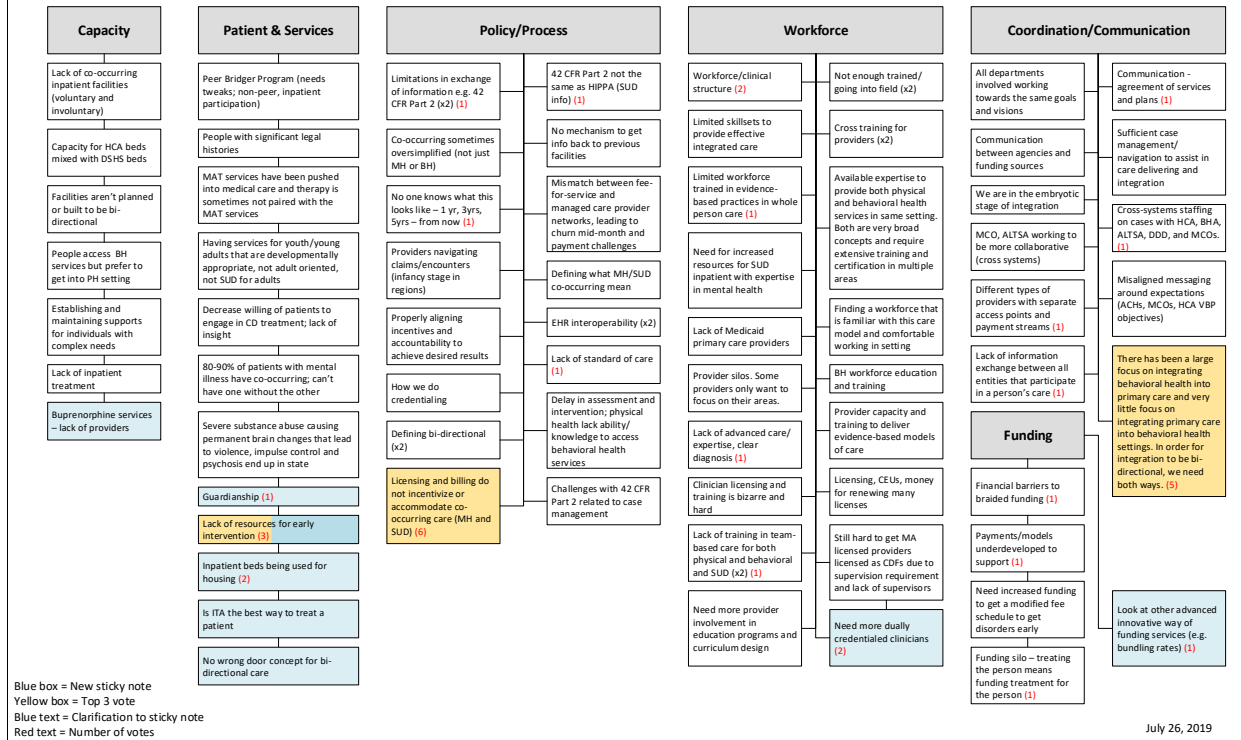 Capacity
Lack of co-occurring
inpatient facilities
(voluntary and
involuntary)
Capacity for HCA beds
mixed with DSHS beds
Facilities aren't planned
or built to be bi-
directional
People access  BH
services but prefer to
get into PH setting
Establishing and
maintaining supports
for individuals with
complex needs
Lack of inpatient
treatment
Buprenorphine services
– lack of providers
Patient & Services
Peer Bridger Program (needs
tweaks; non-peer, inpatient
participation)
People with significant legal
histories
MAT services have been pushed
into medical care and therapy is
sometimes not paired with the
MAT services
Having services for youth/young
adults that are developmentally
appropriate, not adult oriented,
not SUD for adults
Decrease willing of patients to
engage in CD treatment; lack of
insight
80-90% of patients with mental
illness have co-occurring; can't
have one without the other
Severe substance abuse causing
permanent brain changes that lead
to violence, impulse control and
psychosis end up in state
Guardianship (1)
Lack of resources for early
intervention (3)
Inpatient beds being used for
housing (2)
Is ITA the best way to treat a
patient
No wrong door concept for bi-
directional care
Policy/Process
Limitations in exchange
of information e.g. 42
CFR Part 2 (x2) (1)
Co-occurring sometimes
oversimplified (not just
MH or BH)
No one knows what this
looks like – 1 yr, 3yrs,
5yrs – from now (1)
Providers navigating
claims/encounters
(infancy stage in
regions)
Properly aligning
incentives and
accountability to
achieve desired results
How we do
credentialing
Defining bi-directional
(x2)
Licensing and billing do
not incentivize or
accommodate co-
occurring care (MH and
SUD) (6)
42 CFR Part 2 not the
same as HIPPA (SUD
info) (1)
No mechanism to get
info back to previous
facilities
Mismatch between fee-
for-service and
managed care provider
networks, leading to
churn mid-month and
payment challenges
Defining what MH/SUD
co-occurring mean
EHR interoperability (x2)
Lack of standard of care
(1)
Delay in assessment and
intervention; physical
health lack ability/
knowledge to access
behavioral health
services
Challenges with 42 CFR
Part 2 related to case
management
Workforce
Workforce/clinical
structure (2)
Limited skillsets to
provide effective
integrated care
Limited workforce
trained in evidence-
based practices in whole
person care (1)
Need for increased
resources for SUD
inpatient with expertise
in mental health
Lack of Medicaid
primary care providers
Provider silos. Some
providers only want to
focus on their areas.
Lack of advanced care/
expertise, clear
diagnosis (1)
Clinician licensing and
training is bizarre and
hard
Lack of training in team-
based care for both
physical and behavioral
and SUD (x2) (1)
Need more provider
involvement in
education programs and
curriculum design
Not enough trained/
going into field (x2)
Cross training for
providers (x2)
Available expertise to
provide both physical
and behavioral health
services in same setting.
Both are very broad
concepts and require
extensive training and
certification in multiple
areas
Finding a workforce that
is familiar with this care
model and comfortable
working in setting
BH workforce education
and training
Provider capacity and
training to deliver
evidence-based models
of care
Licensing, CEUs, money
for renewing many
licenses
Still hard to get MA
licensed providers
licensed as CDFs due to
supervision requirement
and lack of supervisors
Need more dually
credentialed clinicians
(2)
Coordination/Communication
All departments
involved working
towards the same goals
and visions
Communication
between agencies and
funding sources
We are in the embryotic
stage of integration
MCO, ALTSA working to
be more collaborative
(cross systems)
Different types of
providers with separate
access points and
payment streams (1)
Lack of information
exchange between all
entities that participate
in a person's care (1)
Communication -
agreement of services
and plans (1)
Sufficient case
management/
navigation to assist in
care delivering and
integration
Cross-systems staffing
on cases with HCA, BHA,
ALTSA, DDD, and MCOs.
(1)
Misaligned messaging
around expectations
(ACHs, MCOs, HCA VBP
objectives)
There has been a large
focus on integrating
behavioral health into
primary care and very
little focus on
integrating primary care
into behavioral health
settings. In order for
integration to be bi-
directional, we need
both ways. (5)
Funding
Financial barriers to
braided funding (1)
Payments/models
underdeveloped to
support (1)
Need increased funding
to get a modified fee
schedule to get
disorders early
Funding silo – treating
the person means
funding treatment for
the person (1)
Look at other advanced
innovative way of
funding services (e.g.
bundling rates) (1)
Blue box = New sticky note
Yellow box = Top 3 vote
Blue text = Clarification to sticky note
Red text = Number of votes
July 26, 2019